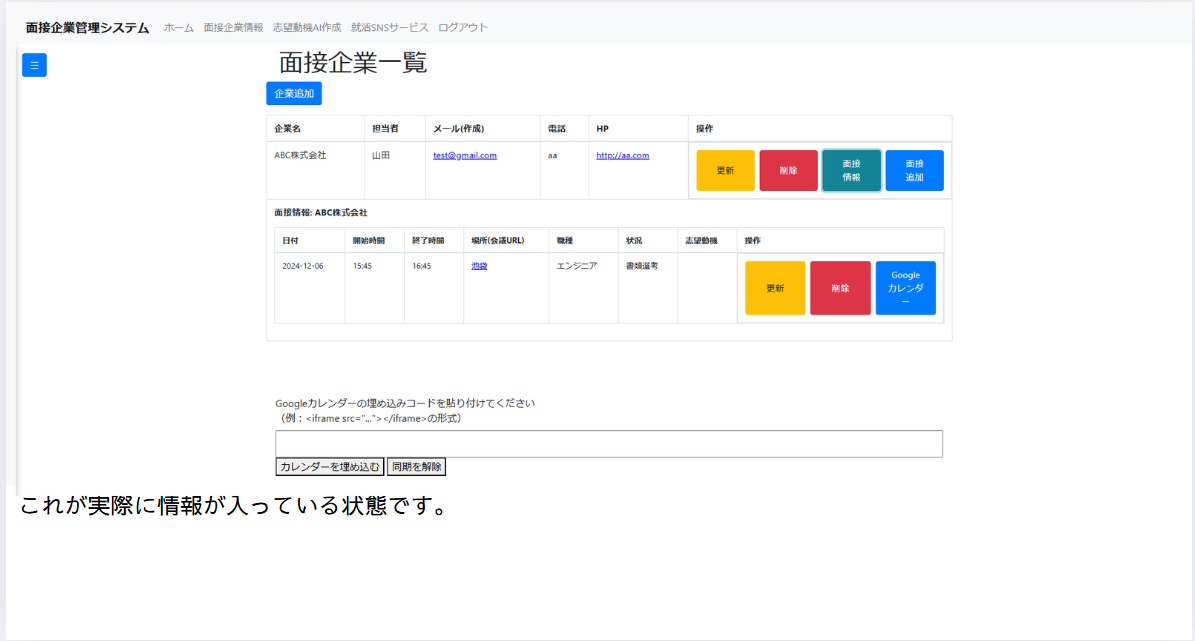 面接企業管理システム ホーム 面接企業情報 志望動機AI作成 就活SNSサービス ログアウト
☰
面接企業一覧
企業追加
企業名 担当者 メール(作成) 電話 HP 操作
ABC株式会社 山田 test@gmail.com aa http://aa.com 更新 削除 面接情報 面接追加
面接情報: ABC株式会社
日付 開始時間 終了時間 場所(会議URL) 職種 状況 志望動機 操作
2024-12-06 15:45 16:45 池袋 エンジニア 書類選考 更新 削除 Googleカレンダー
Googleカレンダーの埋め込みコードを貼り付けてください
（例：<iframe src="..."></iframe>の形式）
カレンダーを埋め込む 同期を解除
これが実際に情報が入っている状態です。